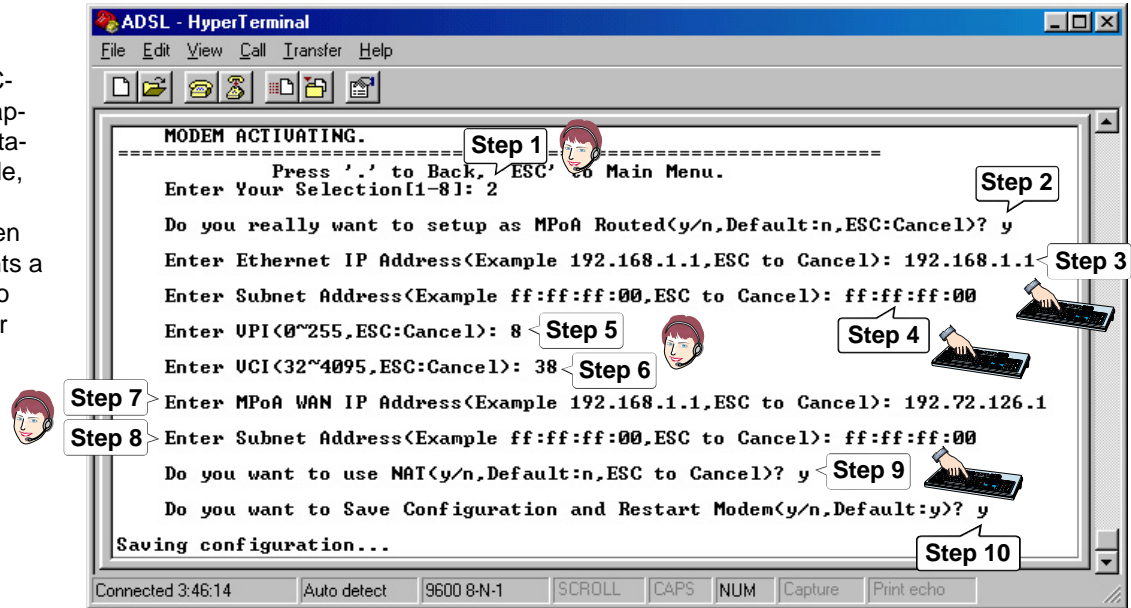 ADSL - HyperTerminal
File Edit View Call Transfer Help
MODEM ACTIVATING.
Step 1
Press '.' to Back, 'ESC' to Main Menu.
Enter Your Selection[1-8]: 2
Step 2
Do you really want to setup as MPoA Routed(y/n,Default:n,ESC:Cancel)? y
Enter Ethernet IP Address(Example 192.168.1.1,ESC to Cancel): 192.168.1.1
Step 3
Enter Subnet Address(Example ff:ff:ff:00,ESC to Cancel): ff:ff:ff:00
Step 4
Enter VPI(0~255,ESC:Cancel): 8
Step 5
Enter VCI(32~4095,ESC:Cancel): 38
Step 6
Step 7
Enter MPoA WAN IP Address(Example 192.168.1.1,ESC to Cancel): 192.72.126.1
Step 8
Enter Subnet Address(Example ff:ff:ff:00,ESC to Cancel): ff:ff:ff:00
Do you want to use NAT(y/n,Default:n,ESC to Cancel)? y
Step 9
Do you want to Save Configuration and Restart Modem(y/n,Default:y)? y
Step 10
Saving configuration...
Connected 3:46:14 Auto detect 9600 8-N-1 SCROLL CAPS NUM Capture Print echo